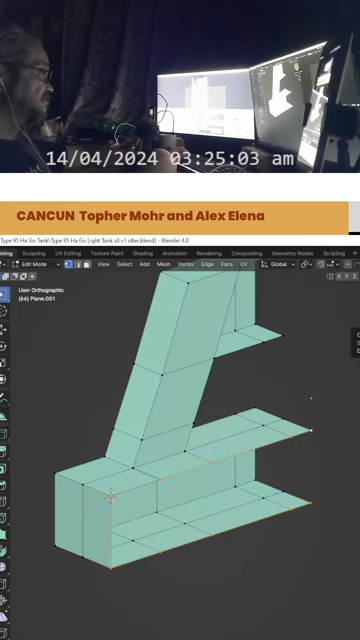 14/04/2024 03:25:03 am
CANCUN Topher Mohr and Alex Elena
Type 95 Ha Go Tank\Type 95 Ha Go Light Tank s8 v1 idler.blend] - Blender 4.0
UV Editing Texture Paint Shading Animation Rendering Compositing Geometry Nodes Scripting
Edit Mode View Select Add Mesh Vertex Edge Face UV Global
User Orthographic
(66) Plane.001